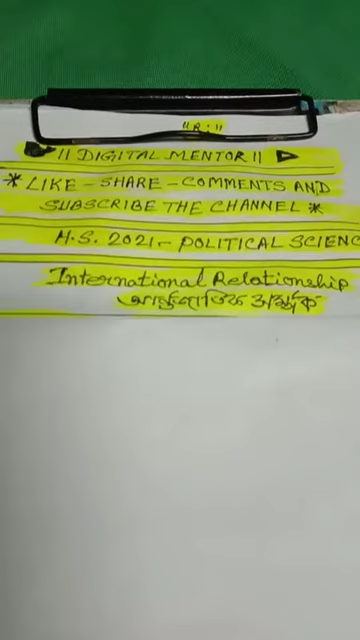 "R:"
|| DIGITAL MENTOR ||
* LIKE - SHARE - COMMENTS AND
SUBSCRIBE THE CHANNEL *
H.S. 2021 - POLITICAL SCIENC
International Relationship
আন্তর্জাতিক সম্পর্ক